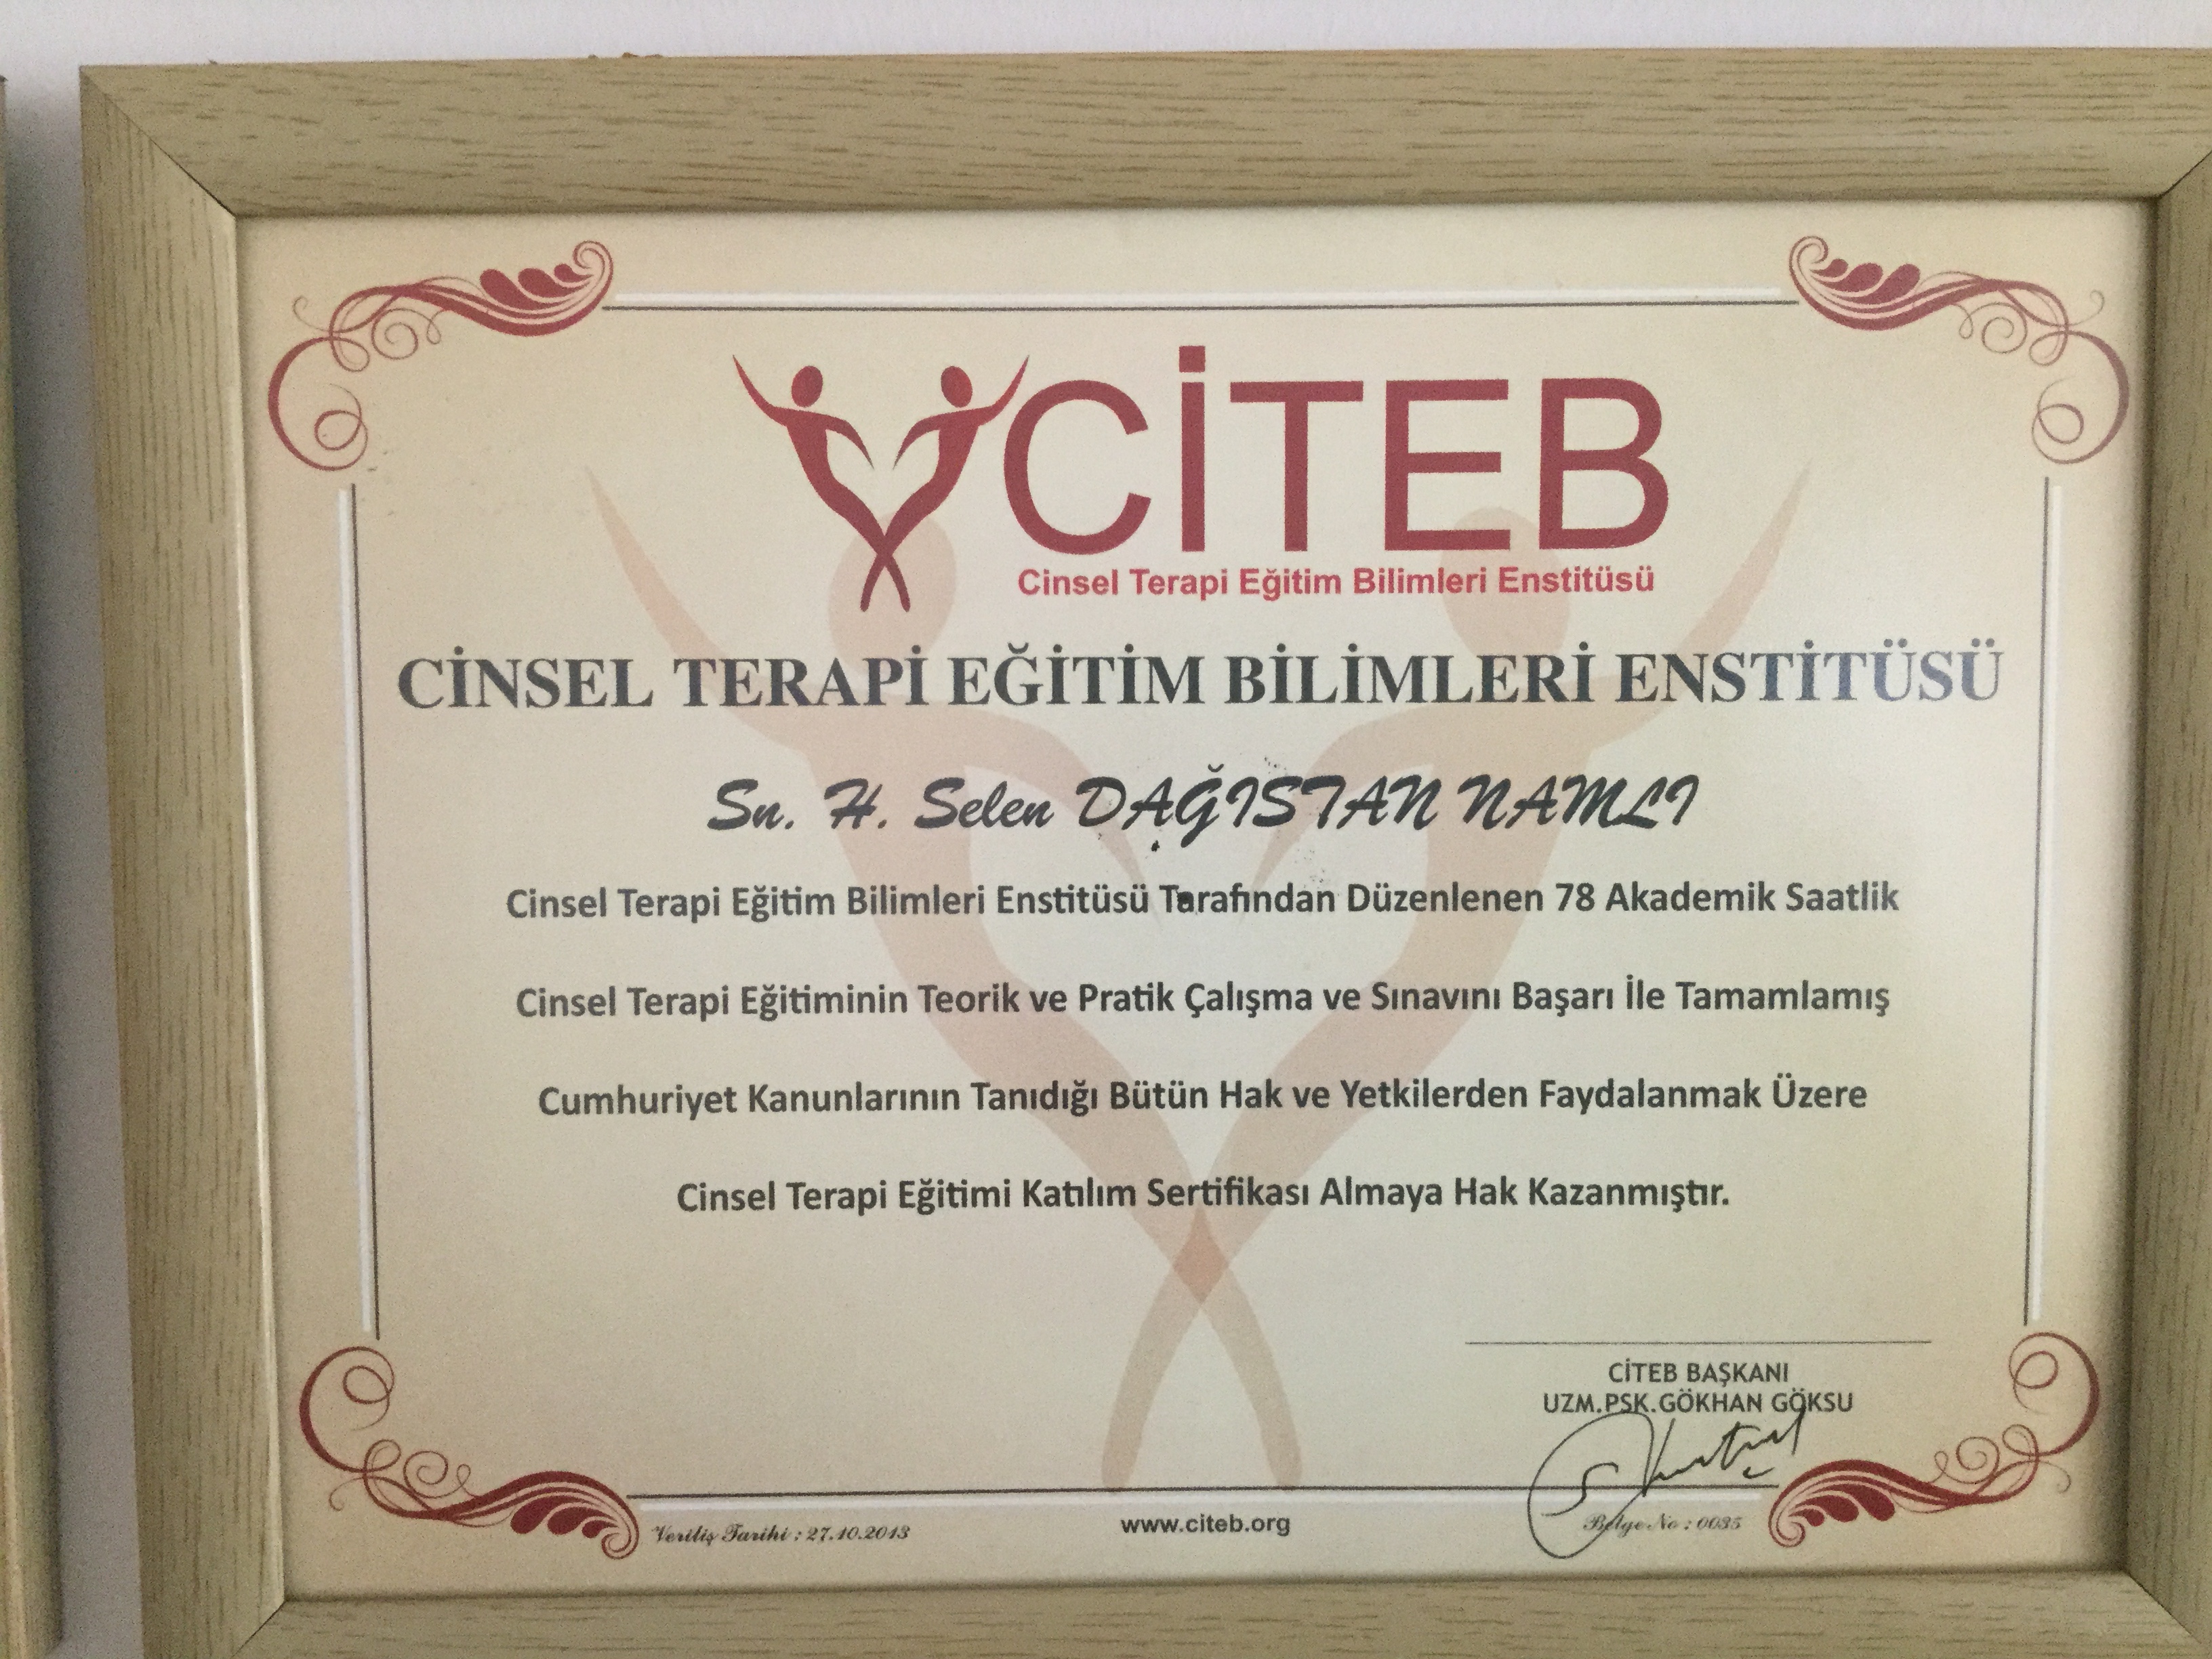 CİTEB
Cinsel Terapi Eğitim Bilimleri Enstitüsü
CİNSEL TERAPİ EĞİTİM BİLİMLERİ ENSTİTÜSÜ
Sn. H. Selen DAĞISTAN NAMLI
Cinsel Terapi Eğitim Bilimleri Enstitüsü Tarafından Düzenlenen 78 Akademik Saatlik
Cinsel Terapi Eğitiminin Teorik ve Pratik Çalışma ve Sınavını Başarı İle Tamamlamış
Cumhuriyet Kanunlarının Tanıdığı Bütün Hak ve Yetkilerden Faydalanmak Üzere
Cinsel Terapi Eğitimi Katılım Sertifikası Almaya Hak Kazanmıştır.
CİTEB BAŞKANI
UZM.PSK.GÖKHAN GÖKSU
Veriliş Tarihi : 27.10.2013
www.citeb.org
Belge No : 0035